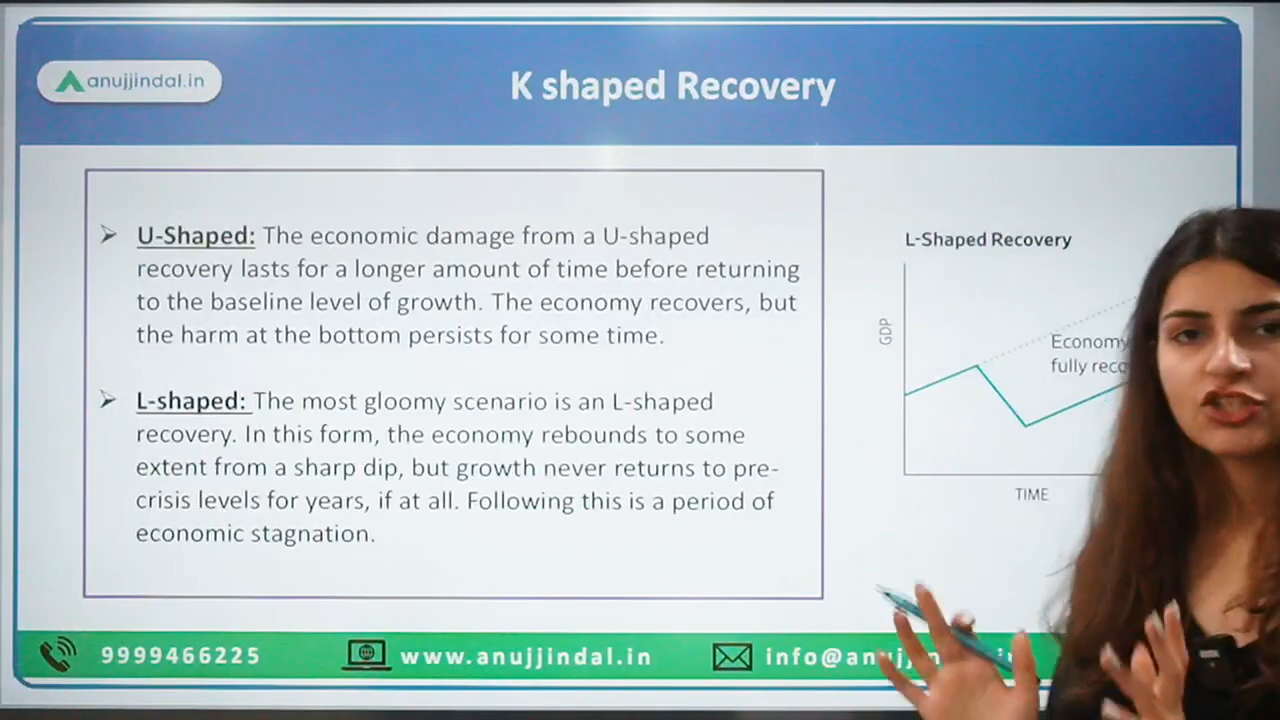 anujjindal.in
K shaped Recovery
➢ U-Shaped: The economic damage from a U-shaped
recovery lasts for a longer amount of time before returning
to the baseline level of growth. The economy recovers, but
the harm at the bottom persists for some time.
➢ L-shaped: The most gloomy scenario is an L-shaped
recovery. In this form, the economy rebounds to some
extent from a sharp dip, but growth never returns to pre-
crisis levels for years, if at all. Following this is a period of
economic stagnation.
L-Shaped Recovery
GDP
Economy
fully
TIME
9999466225
www.anujjindal.in